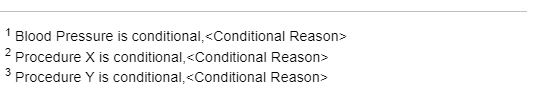 1 Blood Pressure is conditional,<Conditional Reason>
2 Procedure X is conditional,<Conditional Reason>
3 Procedure Y is conditional,<Conditional Reason>